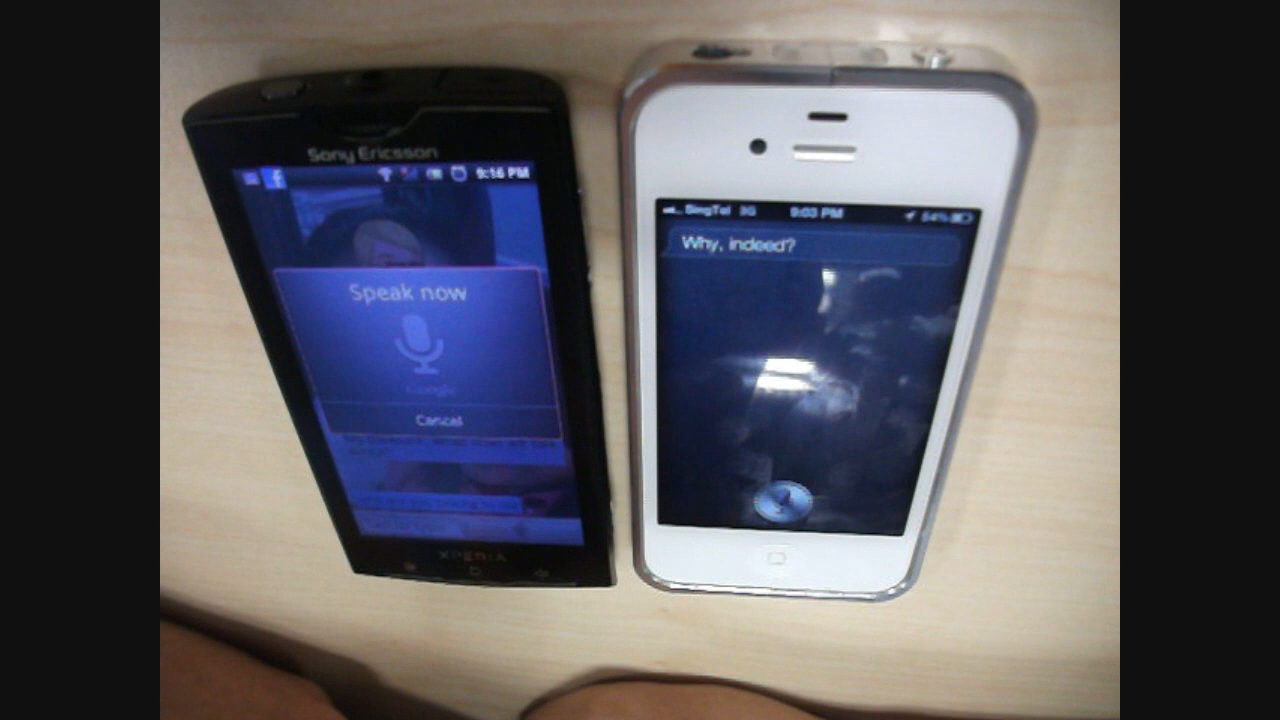 Sony Ericsson
9:16 PM
Speak now
Google
Cancel
XPERIA
SingTel 3G 9:03 PM 54%
Why, indeed?